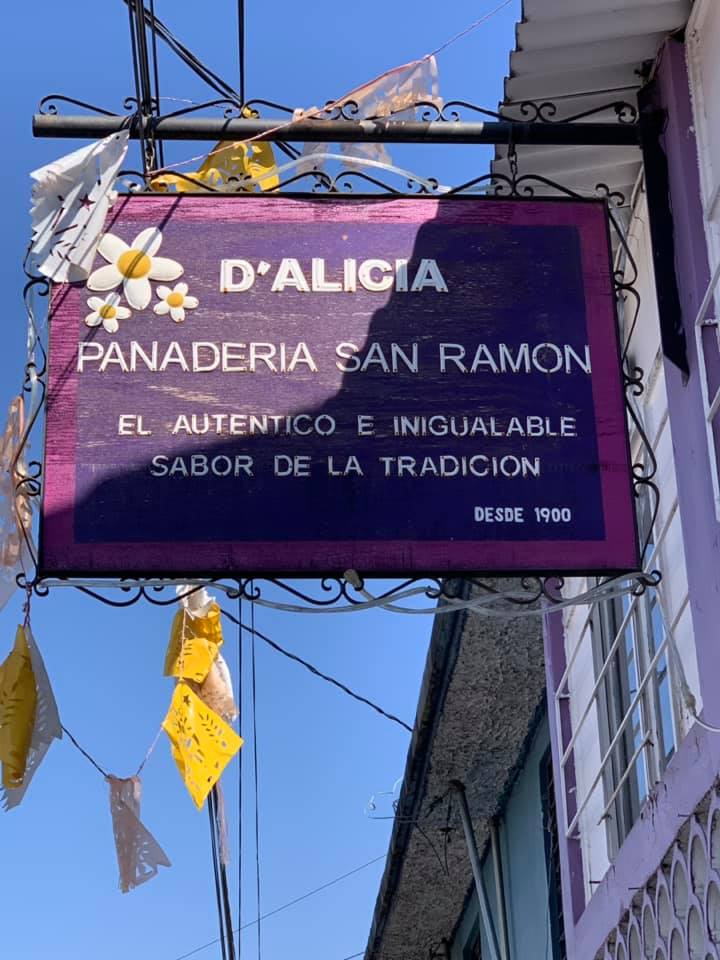 D'ALICIA
PANADERIA SAN RAMON
EL AUTENTICO E INIGUALABLE
SABOR DE LA TRADICION
DESDE 1900